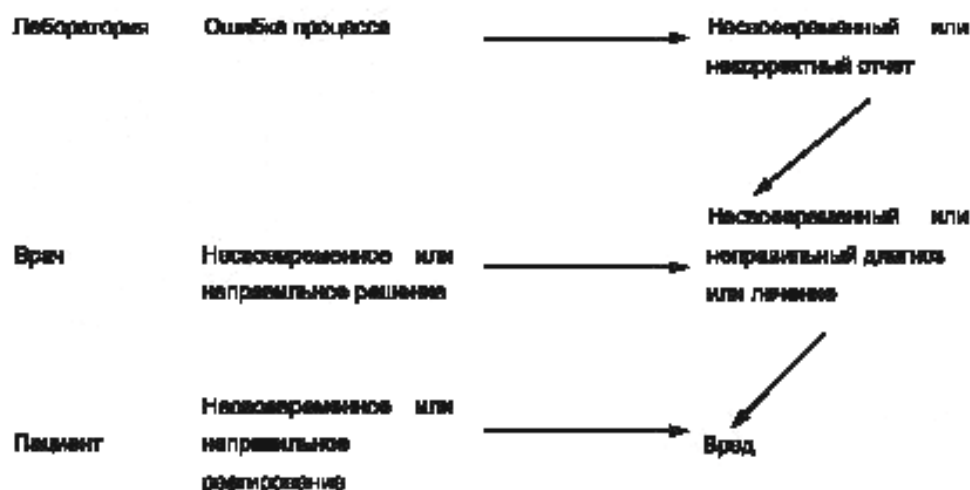 Лаборатория Ошибка процесса Несвоевременный или
некорректный отчет
Несвоевременный или
Врач Несвоевременное или неправильный диагноз
неправильное решение или лечение
Несвоевременное или
Пациент неправильное Вред
реагирование